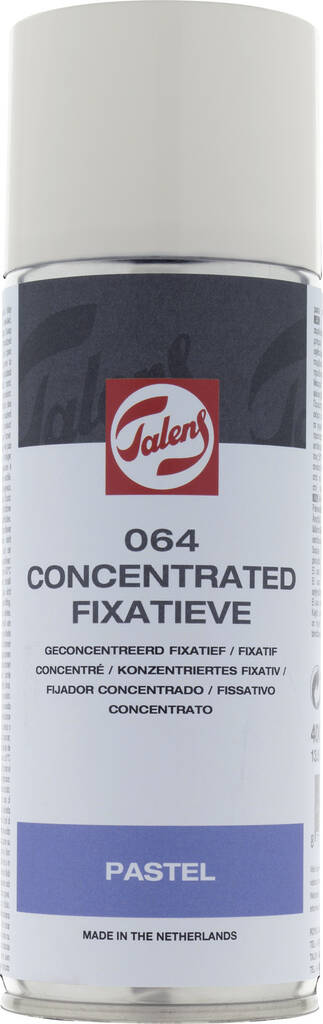 Talens
064
CONCENTRATED
FIXATIEVE
GECONCENTREERD FIXATIEF / FIXATIF
CONCENTRÉ / KONZENTRIERTES FIXATIV /
FIJADOR CONCENTRADO / FISSATIVO
CONCENTRATO
PASTEL
MADE IN THE NETHERLANDS